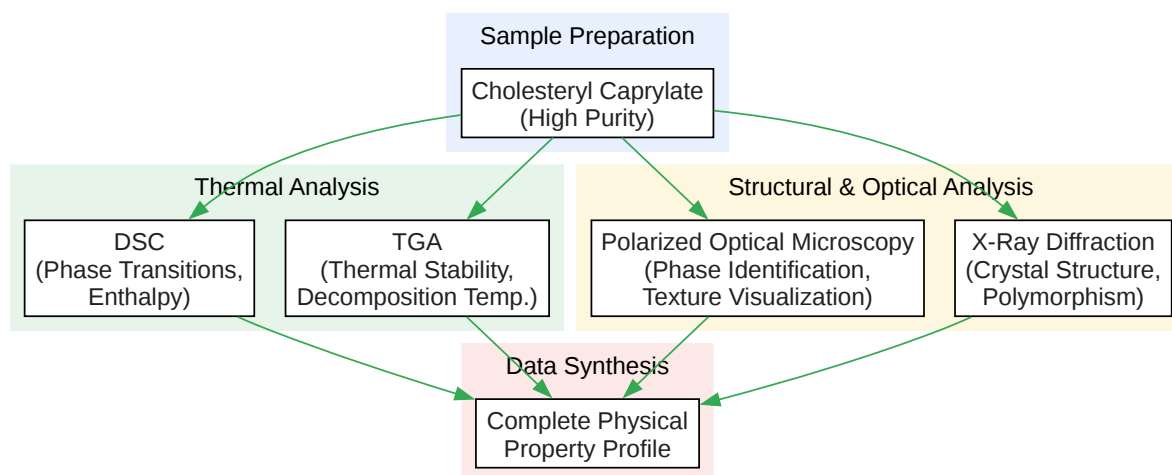 Sample Preparation
Cholesteryl Caprylate
(High Purity)
Thermal Analysis
DSC
(Phase Transitions,
Enthalpy)
TGA
(Thermal Stability,
Decomposition Temp.)
Structural & Optical Analysis
Polarized Optical Microscopy
(Phase Identification,
Texture Visualization)
X-Ray Diffraction
(Crystal Structure,
Polymorphism)
Data Synthesis
Complete Physical
Property Profile